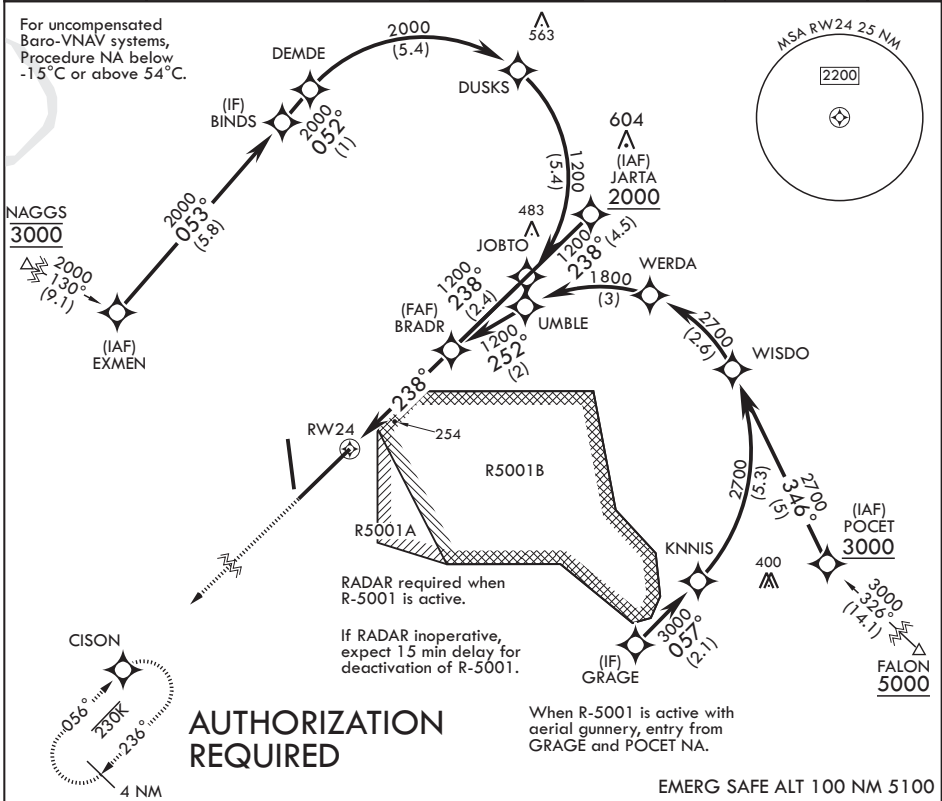 For uncompensated
Baro-VNAV systems,
Procedure NA below
-15°C or above 54°C.
DEMDE
2000
(5.4)
563
DUSKS
MSA RW24 25 NM
2200
(IF)
BINDS
2000
052°
(1)
604
(IAF)
JARTA
2000
1200
(5.4)
2000
053°
(5.8)
NAGGS
3000
2000
130°
(9.1)
483
JOBTO
1200
238°
(4.5)
1200
238°
(2.4)
WERDA
1800
(3)
(FAF)
BRADR
UMBLE
1200
252°
(2)
2700
(2.6)
WISDO
(IAF)
EXMEN
238°
RW24
254
R5001B
R5001A
2700
(5.3)
2700
346°
(5)
(IAF)
POCET
3000
KNNIS
400
3000
326°
(14.1)
FALON
5000
RADAR required when
R-5001 is active.
If RADAR inoperative,
expect 15 min delay for
deactivation of R-5001.
3000
057°
(2.1)
(IF)
GRAGE
CISON
056°
230K
236°
4 NM
AUTHORIZATION
REQUIRED
When R-5001 is active with
aerial gunnery, entry from
GRAGE and POCET NA.
EMERG SAFE ALT 100 NM 5100